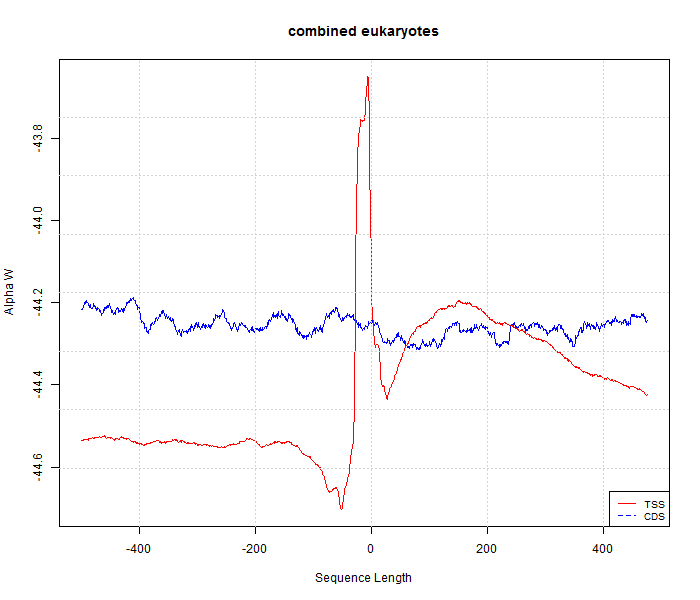 combined eukaryotes
Alpha W
-43.8
-44.0
-44.2
-44.4
-44.6
-400
-200
0
200
400
Sequence Length
TSS
CDS